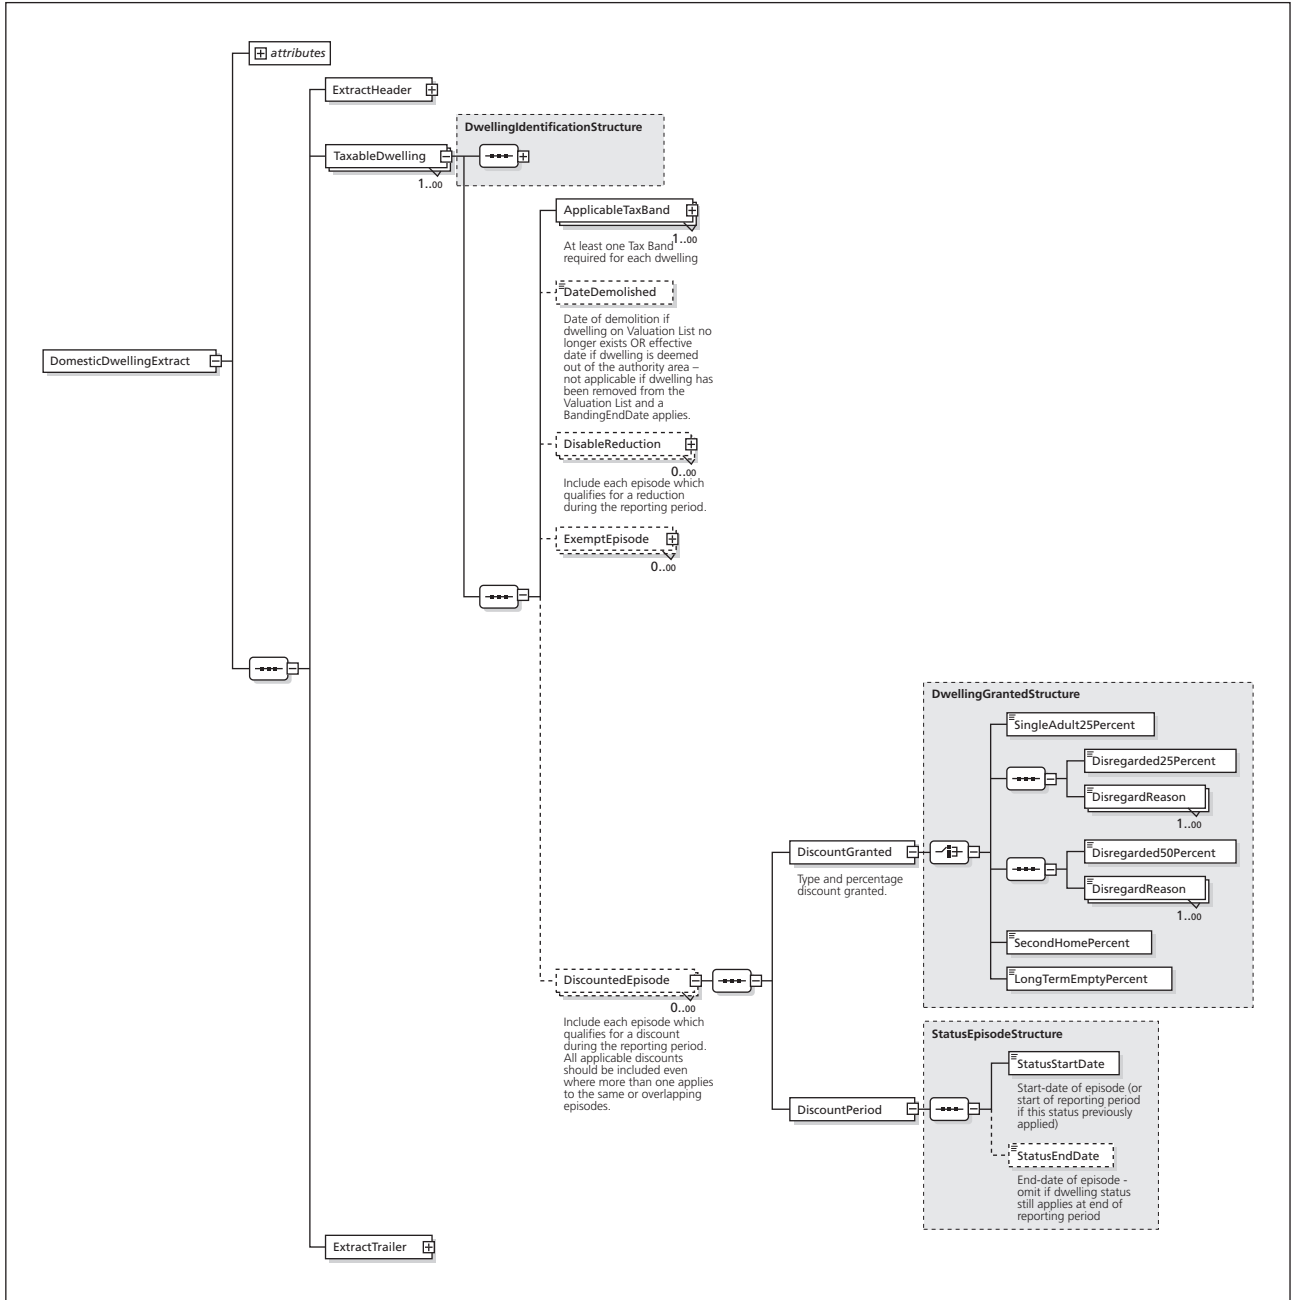 attributes
ExtractHeader
DwellingIdentificationStructure
TaxableDwelling
1..00
ApplicableTaxBand
1..00
At least one Tax Band
required for each dwelling
DateDemolished
Date of demolition if
dwelling on Valuation List no
longer exists OR effective
date if dwelling is deemed
out of the authority area –
not applicable if dwelling has
been removed from the
Valuation List and a
BandingEndDate applies.
DomesticDwellingExtract
DisableReduction
0..00
Include each episode which
qualifies for a reduction
during the reporting period.
ExemptEpisode
0..00
DwellingGrantedStructure
SingleAdult25Percent
Disregarded25Percent
DisregardReason
1..00
DiscountGranted
Type and percentage
discount granted.
Disregarded50Percent
DisregardReason
1..00
SecondHomePercent
LongTermEmptyPercent
DiscountedEpisode
0..00
Include each episode which
qualifies for a discount
during the reporting period.
All applicable discounts
should be included even
where more than one applies
to the same or overlapping
episodes.
StatusEpisodeStructure
StatusStartDate
Start-date of episode (or
start of reporting period
if this status previously
applied)
DiscountPeriod
StatusEndDate
End-date of episode -
omit if dwelling status
still applies at end of
reporting period
ExtractTrailer